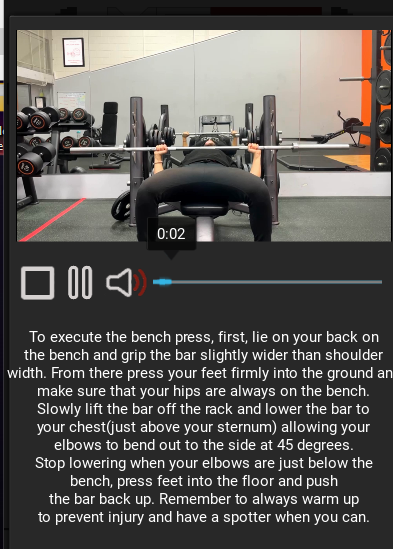 0:02
To execute the bench press, first, lie on your back on
the bench and grip the bar slightly wider than shoulder
width. From there press your feet firmly into the ground an
make sure that your hips are always on the bench.
Slowly lift the bar off the rack and lower the bar to
your chest(just above your sternum) allowing your
elbows to bend out to the side at 45 degrees.
Stop lowering when your elbows are just below the
bench, press feet into the floor and push
the bar back up. Remember to always warm up
to prevent injury and have a spotter when you can.